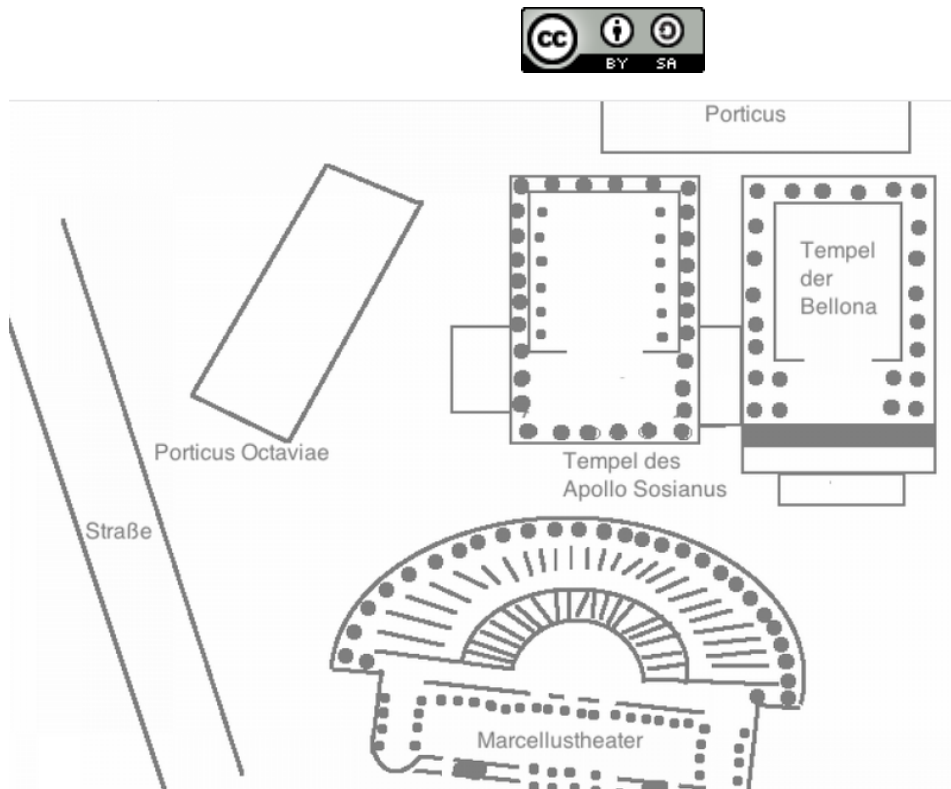 cc
BY SA
Porticus
Tempel
der
Bellona
Porticus Octaviae
Tempel des
Apollo Sosianus
Straße
Marcellustheater